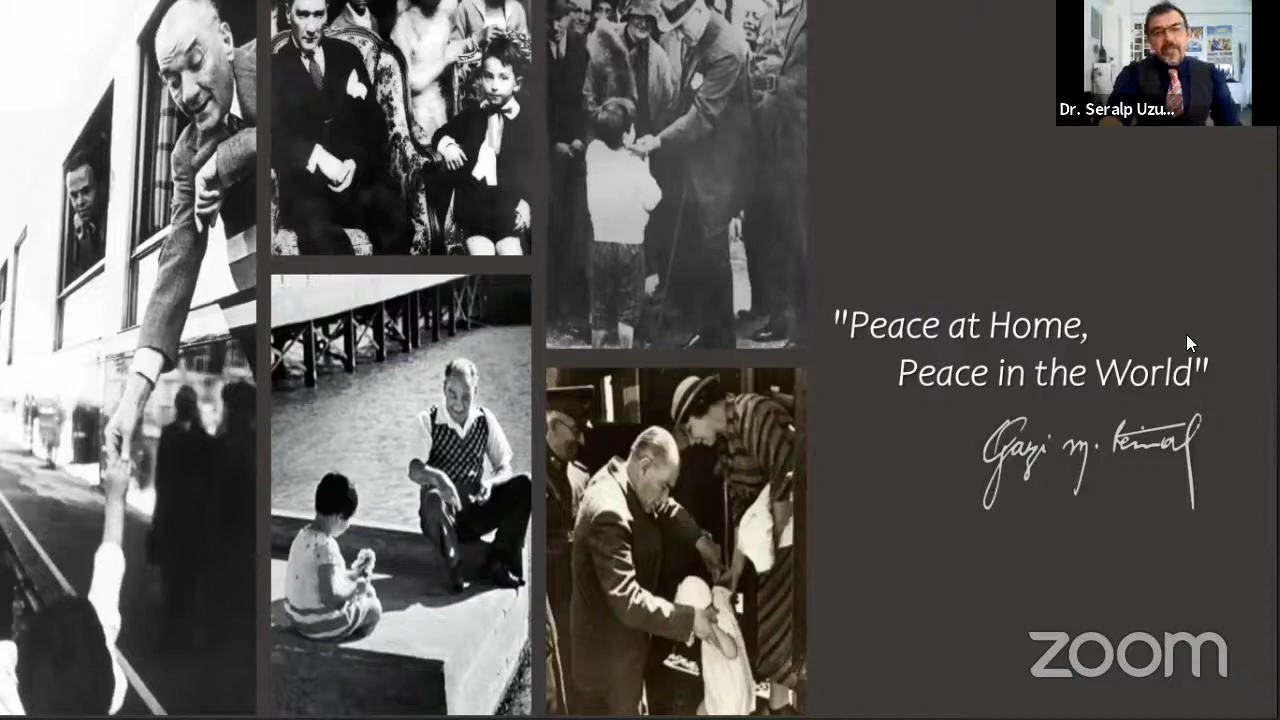 Dr. Seralp Uzu...
"Peace at Home,
Peace in the World"
Gazi M. Kemal
zoom